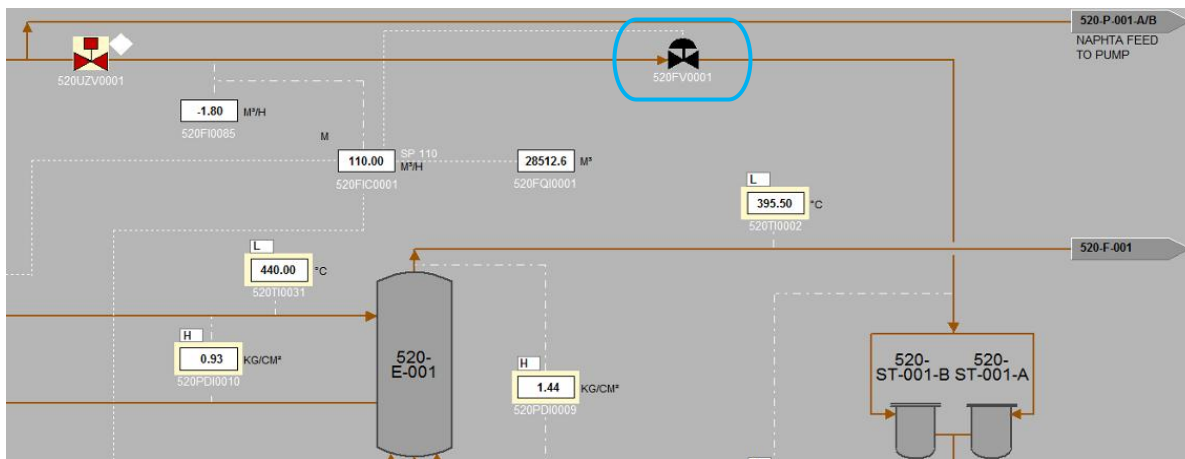 520-P-001-A/B
NAPHTA FEED
TO PUMP
520UZV0001
520FV0001
-1.80 M³/H
520FI0085
M
110.00 SP 110
M³/H
520FIC0001
28512.6 M³
520FQI0001
L
395.50 °C
520TI0002
520-F-001
L
440.00 °C
520TI0031
H
0.93 KG/CM²
520PDI0010
520-
E-001
H
1.44 KG/CM²
520PDI0009
520-
ST-001-B
520-
ST-001-A